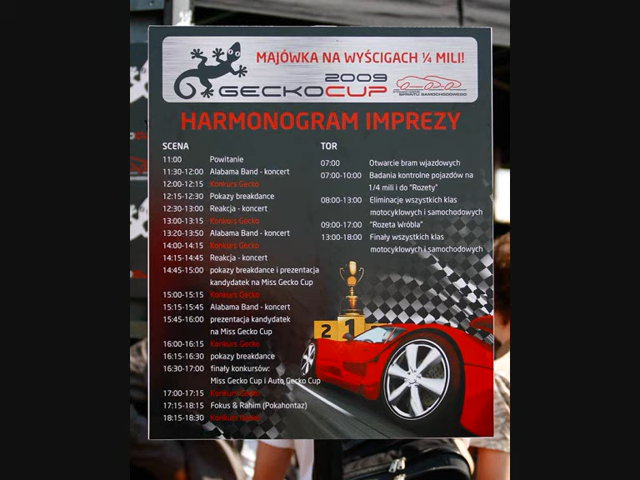 MAJÓWKA NA WYŚCIGACH ¼ MILI!
2009
GECKOCUP
SPRINTU SAMOCHODOWEGO
HARMONOGRAM IMPREZY
SCENA
11:00 Powitanie
11:30-12:00 Alabama Band - koncert
12:00-12:15 Konkurs Gecko
12:15-12:30 Pokazy breakdance
12:30-13:00 Reakcja - koncert
13:00-13:15 Konkurs Gecko
13:20-13:50 Alabama Band - koncert
14:00-14:15 Konkurs Gecko
14:15-14:45 Reakcja - koncert
14:45-15:00 pokazy breakdance i prezentacja
kandydatek na Miss Gecko Cup
15:00-15:15 Konkurs Gecko
15:15-15:45 Alabama Band - koncert
15:45-16:00 prezentacja kandydatek
na Miss Gecko Cup
16:00-16:15 Konkurs Gecko
16:15-16:30 pokazy breakdance
16:30-17:00 finały konkursów:
Miss Gecko Cup i Auto Gecko Cup
17:00-17:15 Konkurs Gecko
17:15-18:15 Fokus & Rahim (Pokahontaz)
18:15-18:30 Konkurs Gecko
TOR
07:00 Otwarcie bram wjazdowych
07:00-10:00 Badania kontrolne pojazdów na
1/4 mili i do "Rozety"
08:00-13:00 Eliminacje wszystkich klas
motocyklowych i samochodowych
09:00-17:00 "Rozeta Wróbla"
13:00-18:00 Finały wszystkich klas
motocyklowych i samochodowych
2 1